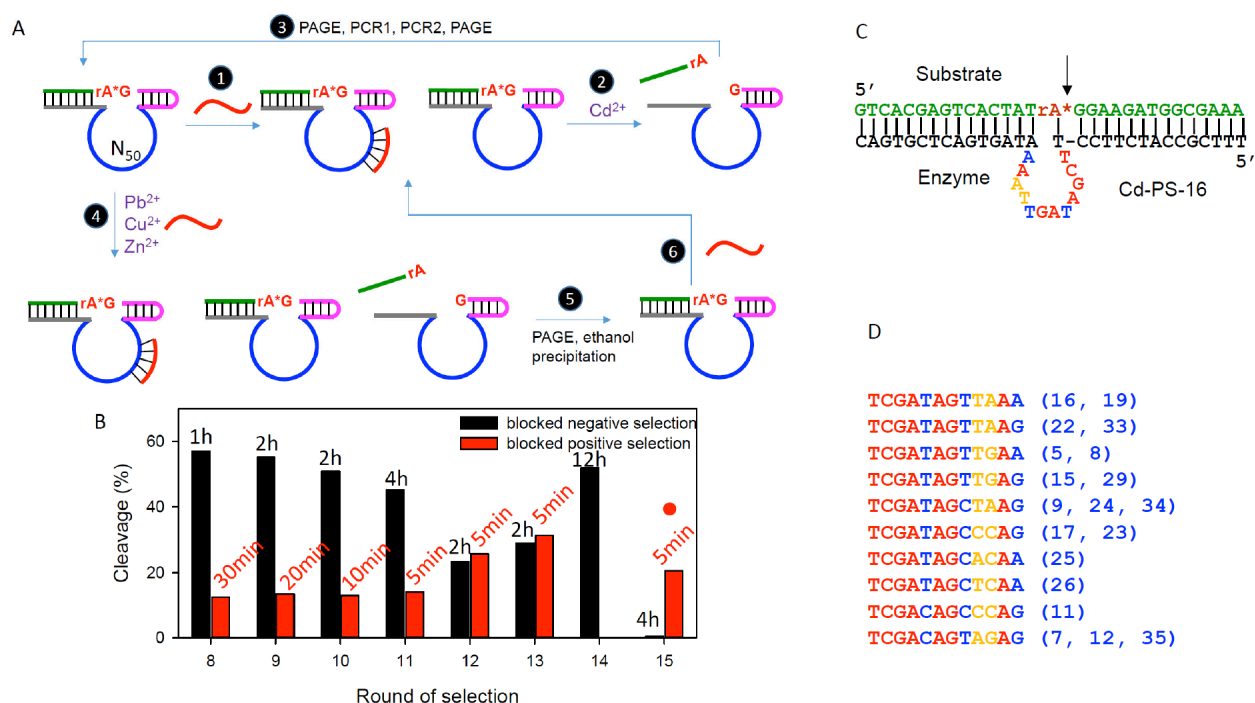 A
3 PAGE, PCR1, PCR2, PAGE
rA*G
N50
1
rA*G
rA*G
2
Cd2+
rA
G
4
Pb2+
Cu2+
Zn2+
rA*G
rA*G
rA
G
5
PAGE, ethanol
precipitation
6
rA*G
B
blocked negative selection
blocked positive selection
Cleavage (%)
60
40
20
0
1h
30min
2h
20min
2h
10min
4h
5min
2h
5min
2h
5min
12h
4h
5min
8 9 10 11 12 13 14 15
Round of selection
C
Substrate
5’
GTCACGAGTCACTATrA*GGAAGATGGCGAAA
CAGTGCTCAGTGATA T-CCTTCTACCGCTTT
5’
Enzyme
AAATTGATAGCT
Cd-PS-16
D
TCGATAGTTAAA (16, 19)
TCGATAGTTAAG (22, 33)
TCGATAGTTGAA (5, 8)
TCGATAGTTGAG (15, 29)
TCGATAGCTAAG (9, 24, 34)
TCGATAGCCCAG (17, 23)
TCGATAGCACAA (25)
TCGATAGCTCAA (26)
TCGACAGCCCAG (11)
TCGACAGTAGAG (7, 12, 35)